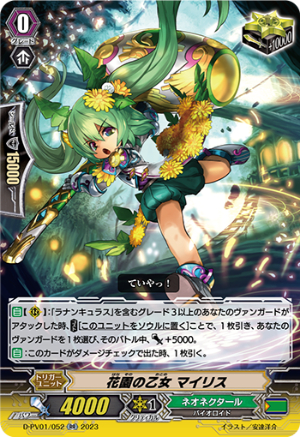 0
グレード
+10000
15000
ていやっ！
【◎】：「ラナンキュラス」を含むグレード3以上のあなたのヴァンガードが
アタックした時、【このユニットをソウルに置く】ことで、1枚引き、あなたのヴ
ァンガードを1枚選び、そのバトル中、+5000。
：このカードがダメージチェックで出た時、1枚引く。
トリガー
ユニット
花園の乙女 マイリス
パワー
4000
クリティカル
1
ネオネクタール
バイオロイド
D-PV01/052 2023
イラスト／安達洋介